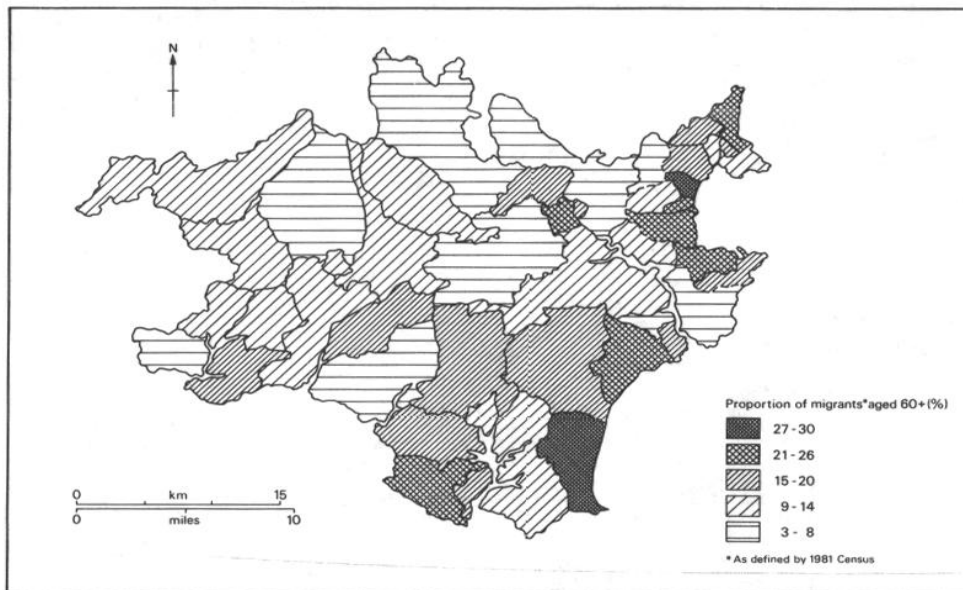 N
Proportion of migrants*aged 60+(%)
27-30
21-26
15-20
9-14
3-8
0 km 15
0 miles 10
* As defined by 1981 Census